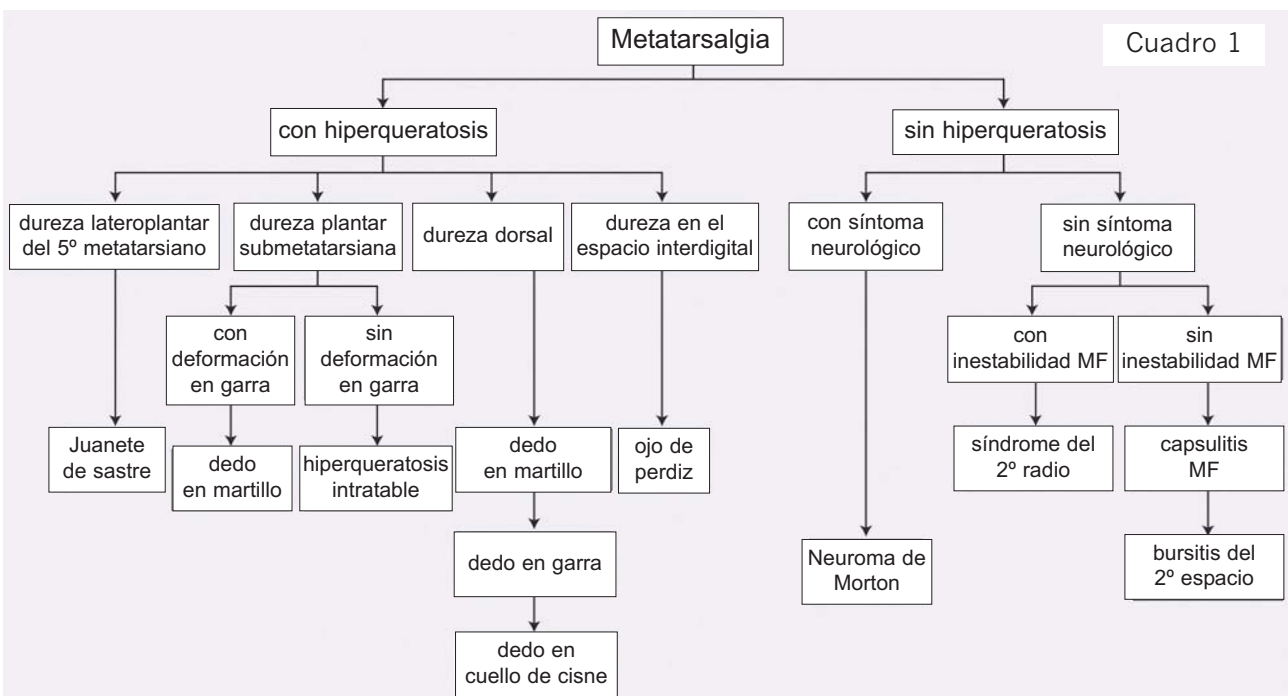 Metatarsalgia
Cuadro 1
con hiperqueratosis
sin hiperqueratosis
dureza lateroplantar
del 5º metatarsiano
dureza plantar
submetatarsiana
dureza dorsal
dureza en el
espacio interdigital
con síntoma
neurológico
sin síntoma
neurológico
con
deformación
en garra
sin
deformación
en garra
con
inestabilidad MF
sin
inestabilidad MF
Juanete
de sastre
dedo
en martillo
hiperqueratosis
intratable
dedo
en martillo
ojo de
perdiz
síndrome del
2º radio
capsulitis
MF
dedo en garra
Neuroma de
Morton
bursitis del
2º espacio
dedo en
cuello de cisne